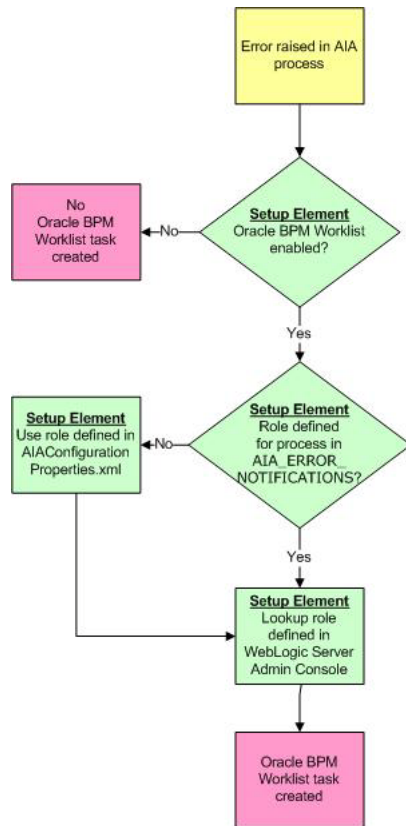 Error raised in AIA
process
Setup Element
Oracle BPM Worklist
enabled?
No
No
Oracle BPM
Worklist task
created
Yes
Setup Element
Role defined
for process in
AIA_ERROR_
NOTIFICATIONS?
No
Setup Element
Use role defined in
AIAConfiguration
Properties.xml
Yes
Setup Element
Lookup role
defined in
WebLogic Server
Admin Console
Oracle BPM
Worklist task
created